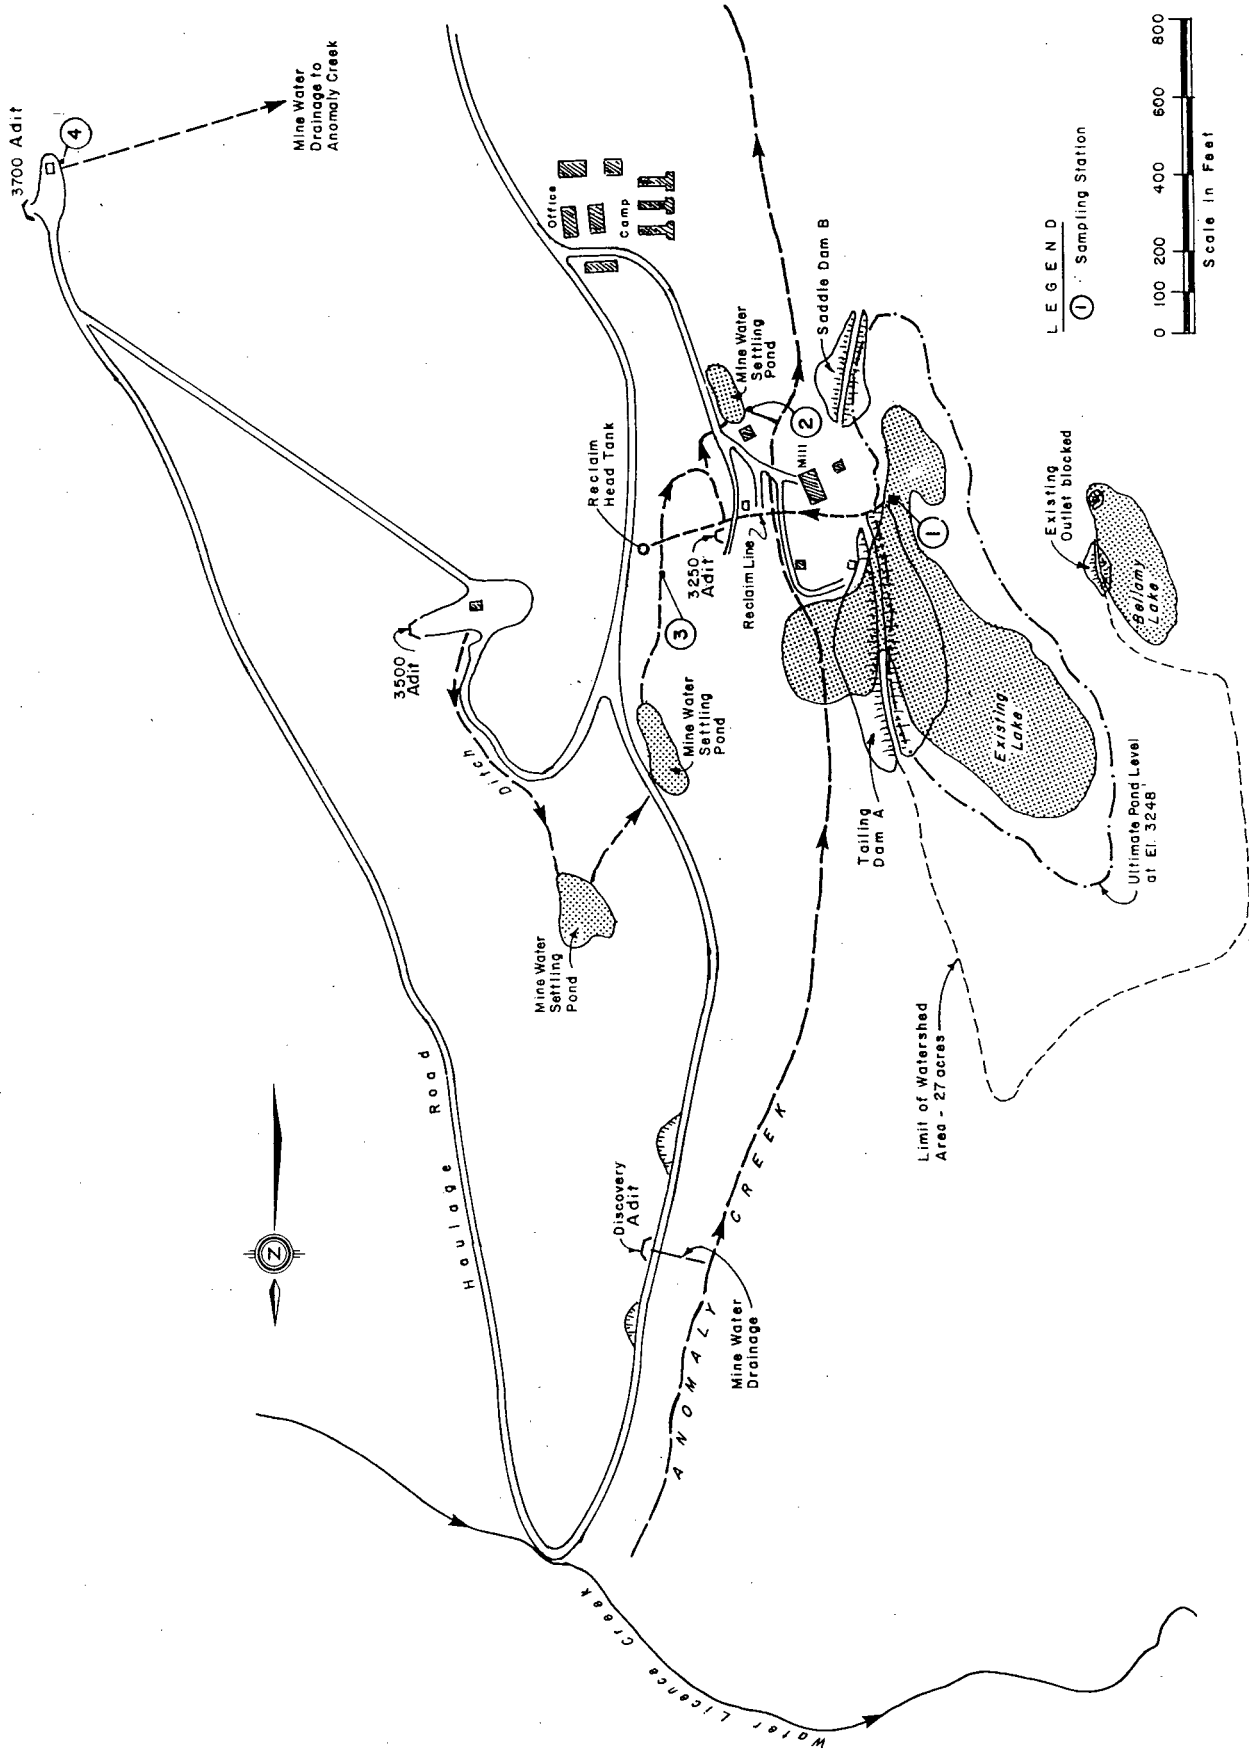 3700 Adit
4
Mine Water
Drainage to
Anomaly Creek
Office
Camp
Reclaim
Head Tank
3500
Adit
Ditch
Mine Water
Settling
Pond
3
3250
Adit
Reclaim Line
Mine Water
Settling
Pond
2
Mill
Saddle Dam B
Mine Water
Settling
Pond
1
Existing
Outlet blocked
Bellamy
Lake
Existing
Lake
Tailing
Dam A
Ultimate Pond Level
at El. 3248'
Limit of Watershed
Area - 27 acres
Haulage Road
N
Discovery
Adit
Mine Water
Drainage
ANOMALY CREEK
Water Licence Creek
LEGEND
1 Sampling Station
0 100 200 400 600 800
Scale in Feet